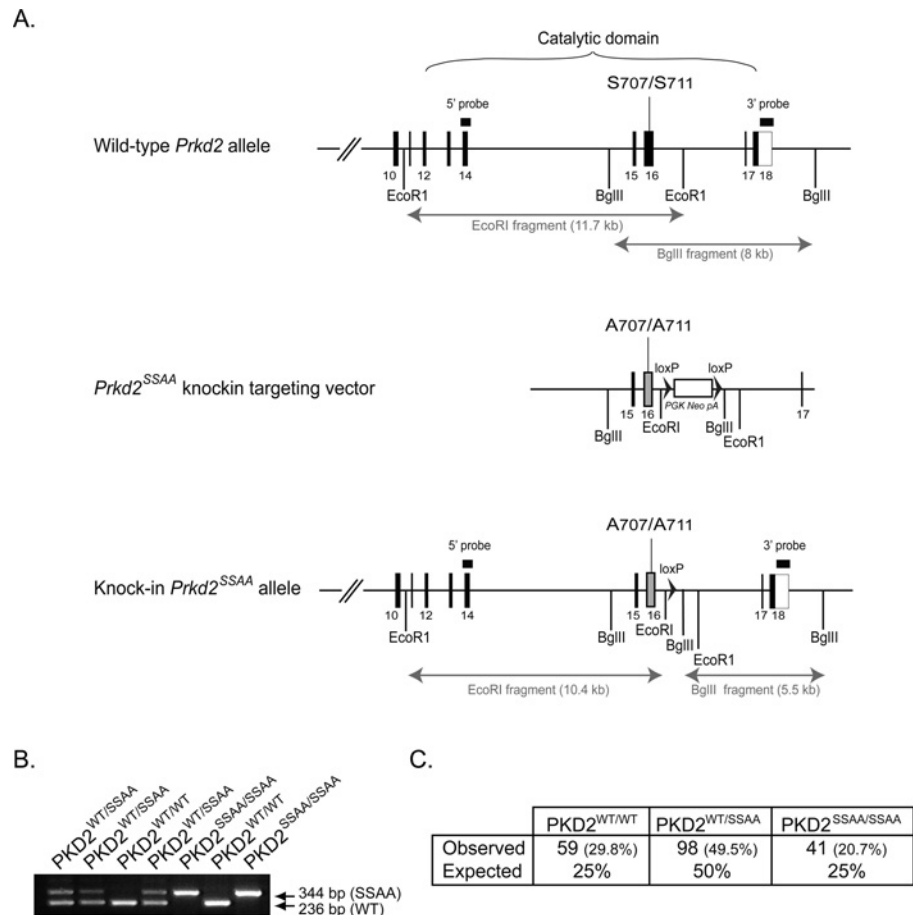 A.
Catalytic domain
S707/S711
5' probe
3' probe
Wild-type Prkd2 allele
10
12
14
15
16
17
18
EcoR1
BglII
EcoR1
BglII
EcoRI fragment (11.7 kb)
BglII fragment (8 kb)
A707/A711
loxP
loxP
Prkd2SSAA knockin targeting vector
PGK Neo pA
15
16
17
EcoRI
BglII
BglII
EcoR1
A707/A711
5' probe
loxP
3' probe
Knock-in Prkd2SSAA allele
10
12
14
15
16
17
18
EcoR1
BglII
EcoRI
BglII
EcoR1
BglII
EcoRI fragment (10.4 kb)
BglII fragment (5.5 kb)
B.
PKD2WT/SSAA
PKD2WT/SSAA
PKD2WT/WT
PKD2WT/SSAA
PKD2SSAA/SSAA
PKD2WT/WT
PKD2SSAA/SSAA
344 bp (SSAA)
236 bp (WT)
C.
PKD2WT/WT PKD2WT/SSAA PKD2SSAA/SSAA
Observed 59 (29.8%) 98 (49.5%) 41 (20.7%)
Expected 25% 50% 25%